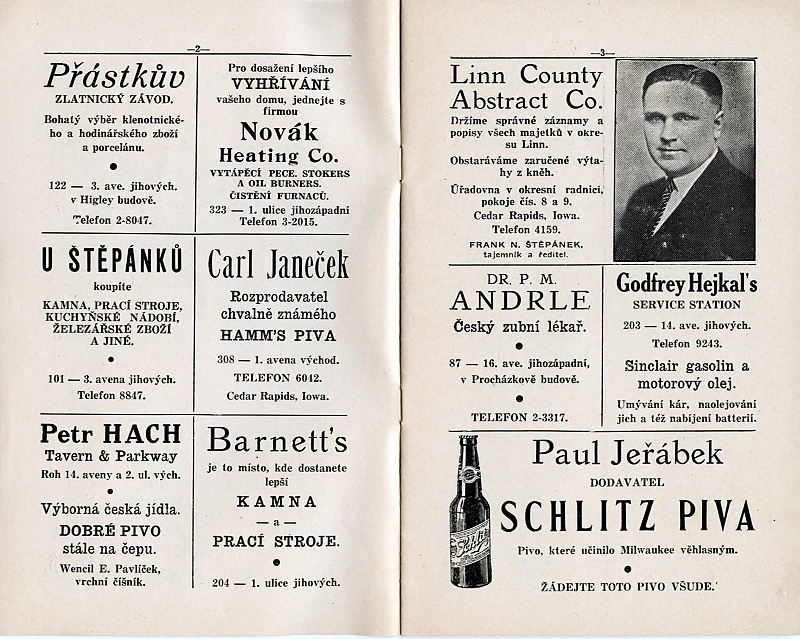 —2—
Přástkův
ZLATNICKÝ ZÁVOD.
Bohatý výběr klenotnické-
ho a hodinářského zboží
a porcelánu.
122 — 3. ave. jihových.
v Higley budově.
Telefon 2-8047.
Pro dosažení lepšího
VYHŘÍVÁNÍ
vašeho domu, jednejte s
firmou
Novák
Heating Co.
VYTÁPĚCÍ PECE. STOKERS
A OIL BURNERS.
ČISTĚNÍ FURNACŮ.
323 — 1. ulice jihozápadní
Telefon 3-2015.
U ŠTĚPÁNKŮ
koupíte
KAMNA, PRACÍ STROJE,
KUCHYŇSKÉ NÁDOBÍ,
ŽELEZÁŘSKÉ ZBOŽÍ
A JINÉ.
101 — 3. avena jihových.
Telefon 8847.
Carl Janeček
Rozprodavatel
chvalně známého
HAMM'S PIVA
308 — 1. avena východ.
TELEFON 6042.
Cedar Rapids, Iowa.
Petr HACH
Tavern & Parkway
Roh 14. aveny a 2. ul. vých.
Výborná česká jídla.
DOBRÉ PIVO
stále na čepu.
Wencil E. Pavlíček,
vrchní číšník.
Barnett's
je to místo, kde dostanete
lepší
KAMNA
— a —
PRACÍ STROJE.
204 — 1. ulice jihových.
—3—
Linn County
Abstract Co.
Držíme správné záznamy a
popisy všech majetků v okre-
su Linn.
Obstaráváme zaručené výta-
hy z kněh.
Úřadovna v okresní radnici,
pokoje čís. 8 a 9.
Cedar Rapids, Iowa.
Telefon 4159.
FRANK N. ŠTĚPÁNEK,
tajemník a ředitel.
DR. P. M.
ANDRLE
Český zubní lékař.
87 — 16. ave. jihozápadní,
v Procházkově budově.
TELEFON 2-3317.
Godfrey Hejkal's
SERVICE STATION
203 — 14. ave. jihových.
Telefon 9243.
Sinclair gasolin a
motorový olej.
Umývání kár, naolejování
jich a též nabíjení batterií.
Paul Jeřábek
DODAVATEL
SCHLITZ PIVA
Pivo, které učinilo Milwaukee věhlasným.
ŽÁDEJTE TOTO PIVO VŠUDE.
Schlitz